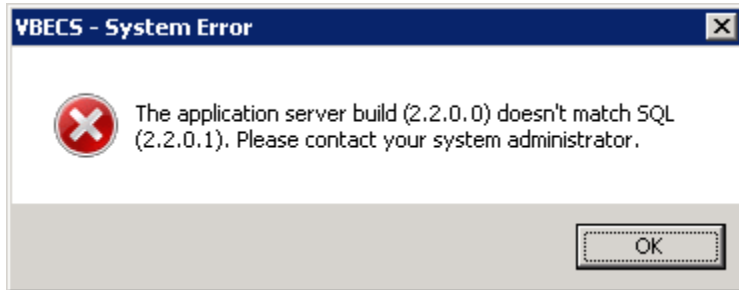 VBECS - System Error
The application server build (2.2.0.0) doesn't match SQL
(2.2.0.1). Please contact your system administrator.
OK